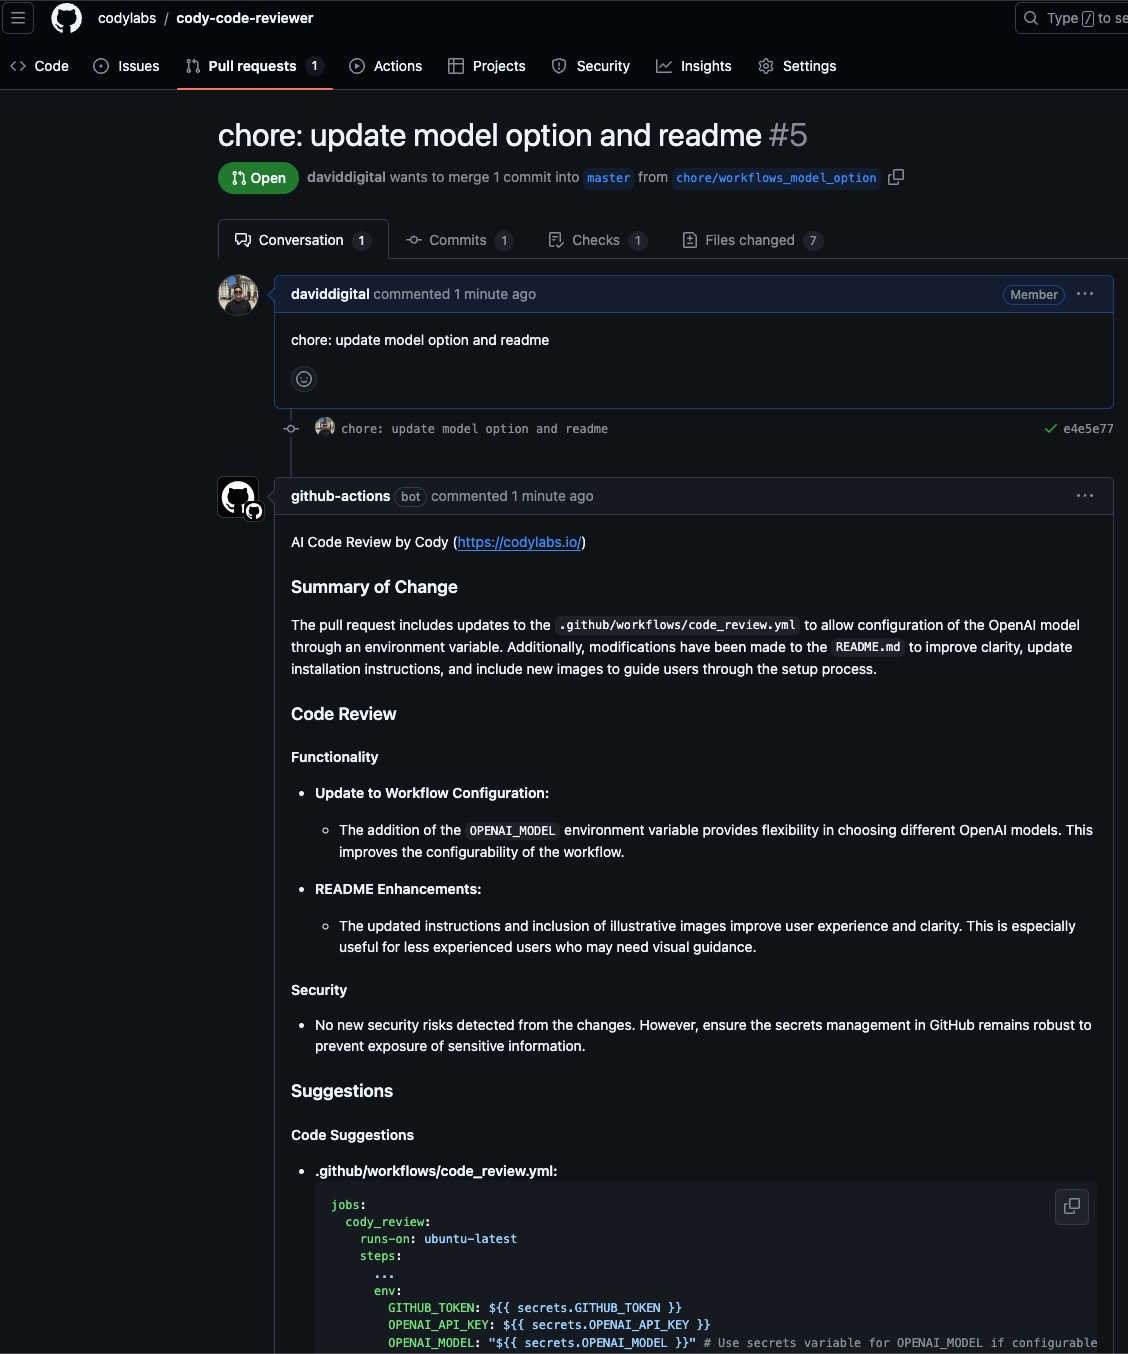 codylabs / cody-code-reviewer
Type / to se
Code Issues Pull requests 1 Actions Projects Security Insights Settings
chore: update model option and readme #5
Open daviddigital wants to merge 1 commit into master from chore/workflows_model_option
Conversation 1 Commits 1 Checks 1 Files changed 7
daviddigital commented 1 minute ago Member ...
chore: update model option and readme
chore: update model option and readme e4e5e77
github-actions bot commented 1 minute ago ...
AI Code Review by Cody (https://codylabs.io/)
Summary of Change
The pull request includes updates to the .github/workflows/code_review.yml to allow configuration of the OpenAI model
through an environment variable. Additionally, modifications have been made to the README.md to improve clarity, update
installation instructions, and include new images to guide users through the setup process.
Code Review
Functionality
• Update to Workflow Configuration:
◦ The addition of the OPENAI_MODEL environment variable provides flexibility in choosing different OpenAI models. This
improves the configurability of the workflow.
• README Enhancements:
◦ The updated instructions and inclusion of illustrative images improve user experience and clarity. This is especially
useful for less experienced users who may need visual guidance.
Security
• No new security risks detected from the changes. However, ensure the secrets management in GitHub remains robust to
prevent exposure of sensitive information.
Suggestions
Code Suggestions
• .github/workflows/code_review.yml:
jobs:
cody_review:
runs-on: ubuntu-latest
steps:
...
env:
GITHUB_TOKEN: ${{ secrets.GITHUB_TOKEN }}
OPENAI_API_KEY: ${{ secrets.OPENAI_API_KEY }}
OPENAI_MODEL: "${{ secrets.OPENAI_MODEL }}" # Use secrets variable for OPENAI_MODEL if configurable